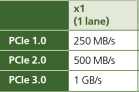 x1
(1 lane)
PCIe 1.0 250 MB/s
PCIe 2.0 500 MB/s
PCIe 3.0 1 GB/s